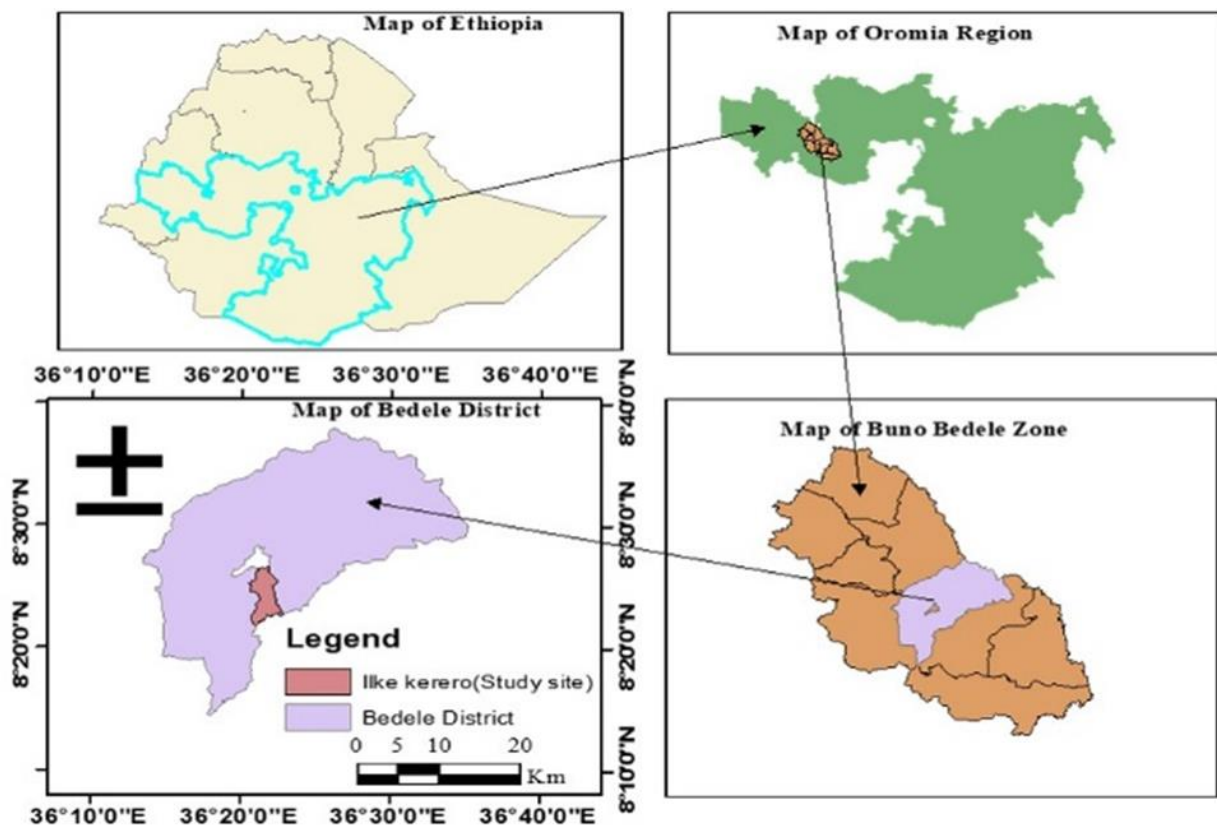 Map of Ethiopia
Map of Oromia Region
36°10'0"E 36°20'0"E 36°30'0"E 36°40'0"E
Map of Bedele District
8°40'0"N
8°30'0"N
8°20'0"N
8°30'0"N
8°20'0"N
8°10'0"N
Legend
Ilke kerero(Study site)
Bedele District
0 5 10 20
Km
36°10'0"E 36°20'0"E 36°30'0"E 36°40'0"E
Map of Buno Bedele Zone